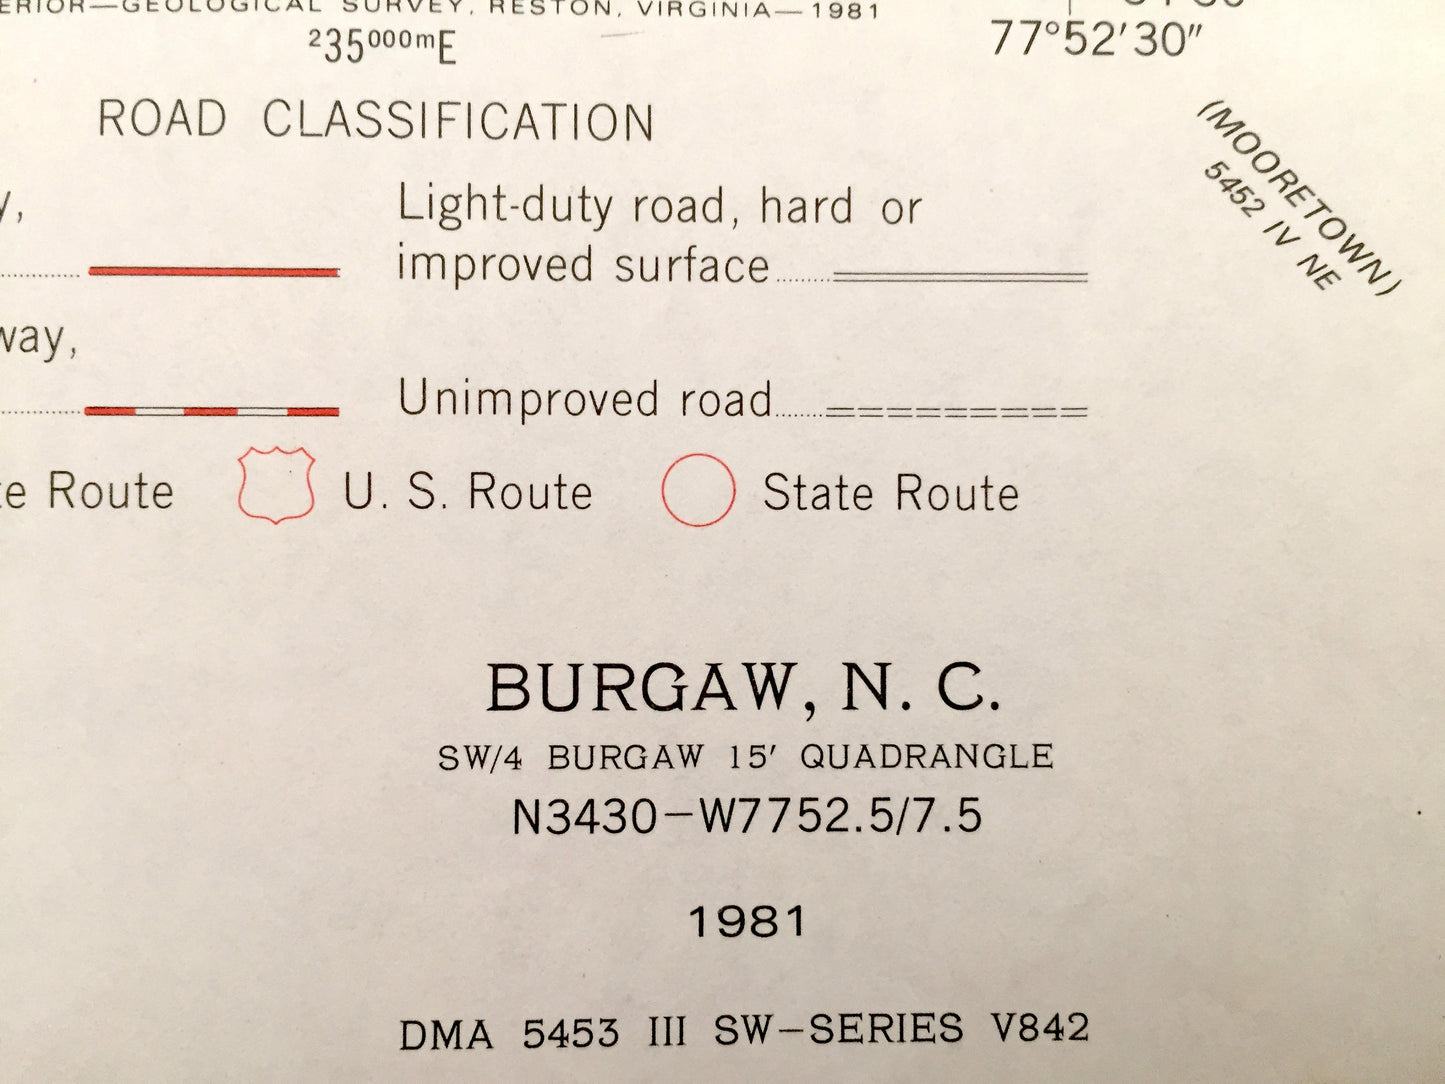 GEOLOGICAL SURVEY, RESTON, VIRGINIA—1981
²35⁰⁰⁰ᵐE
77°52′30″
ROAD CLASSIFICATION
(MOORETOWN)
5452 IV NE
Light-duty road, hard or
improved surface
Unimproved road
Route
U. S. Route
State Route
BURGAW, N. C.
SW/4 BURGAW 15′ QUADRANGLE
N3430–W7752.5/7.5
1981
DMA 5453 III SW–SERIES V842